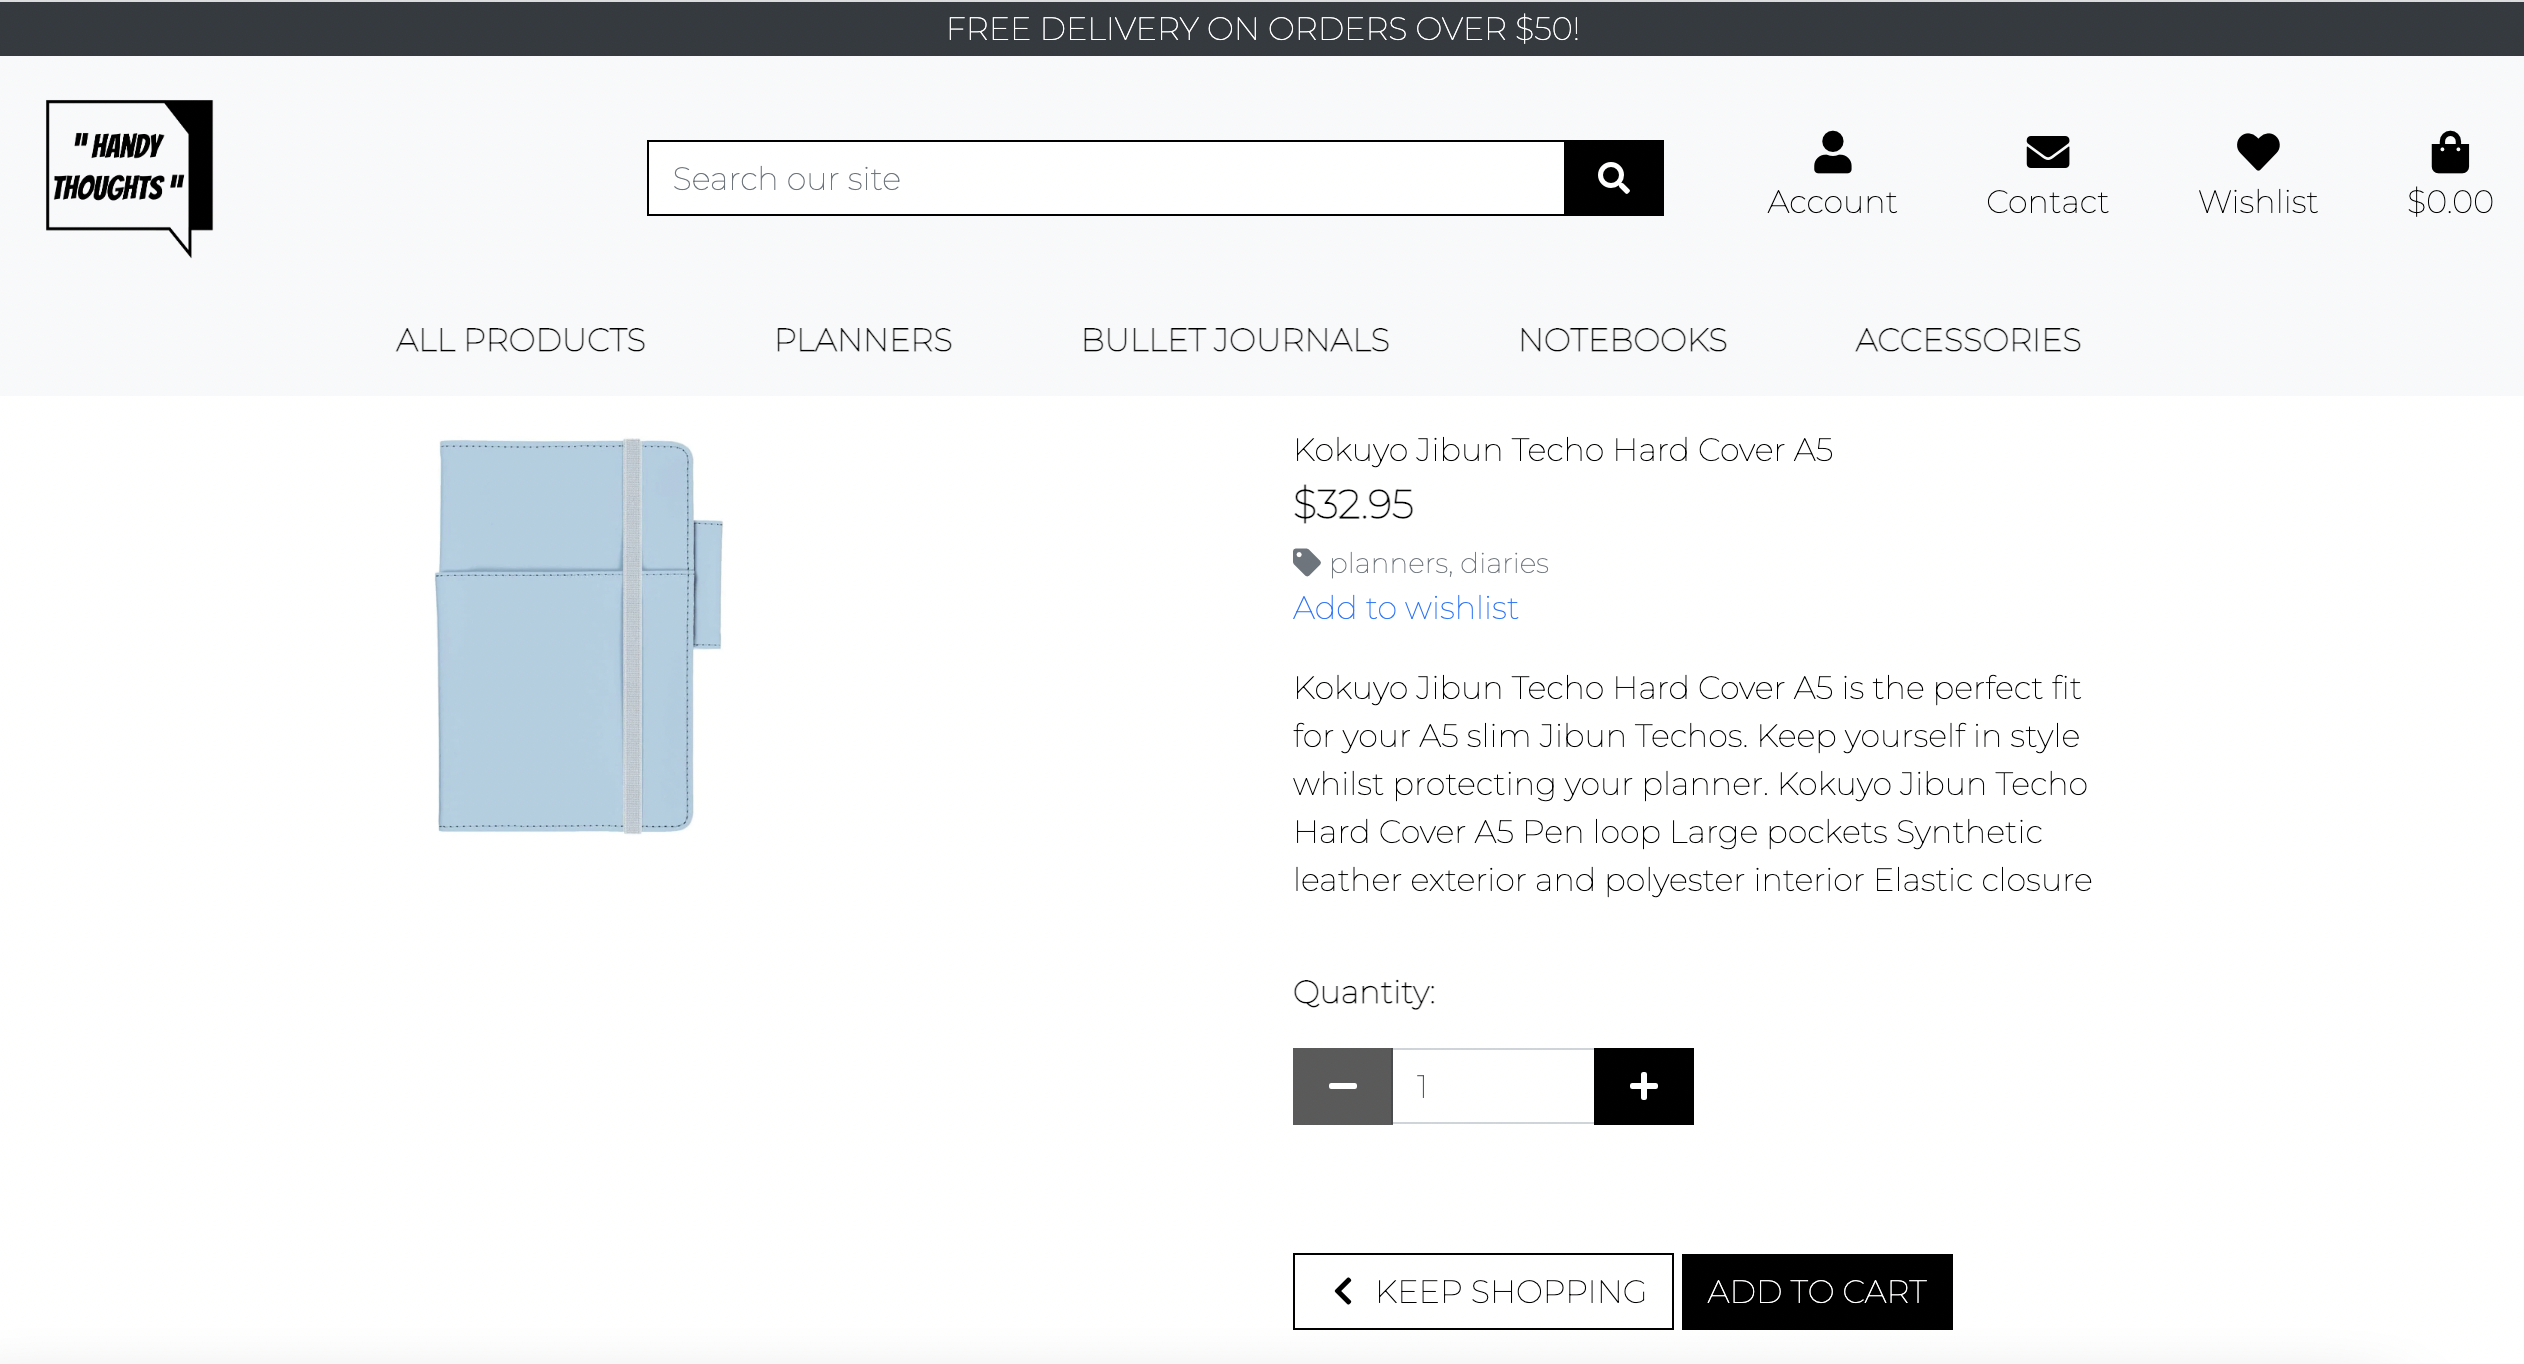 FREE DELIVERY ON ORDERS OVER $50!
" HANDY
THOUGHTS "
Search our site
Account
Contact
Wishlist
$0.00
ALL PRODUCTS
PLANNERS
BULLET JOURNALS
NOTEBOOKS
ACCESSORIES
Kokuyo Jibun Techo Hard Cover A5
$32.95
planners, diaries
Add to wishlist
Kokuyo Jibun Techo Hard Cover A5 is the perfect fit
for your A5 slim Jibun Techos. Keep yourself in style
whilst protecting your planner. Kokuyo Jibun Techo
Hard Cover A5 Pen loop Large pockets Synthetic
leather exterior and polyester interior Elastic closure
Quantity:
1
KEEP SHOPPING
ADD TO CART